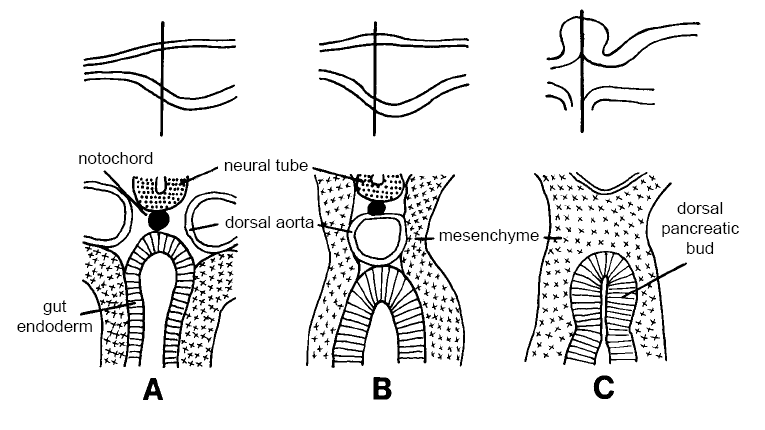 notochord
neural tube
dorsal aorta
mesenchyme
dorsal
pancreatic
bud
gut
endoderm
A
B
C